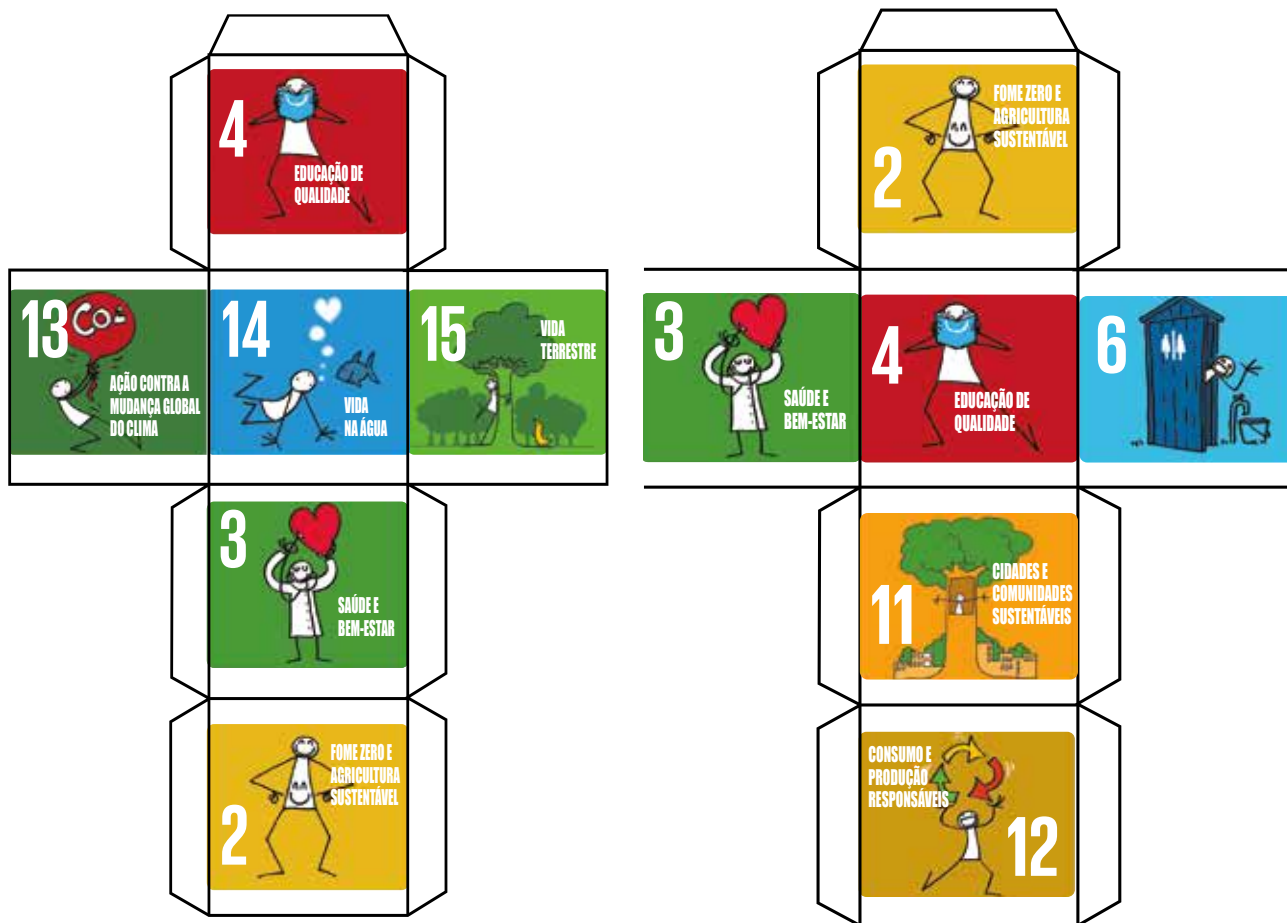 4
EDUCAÇÃO DE
QUALIDADE
13
CO2
AÇÃO CONTRA A
MUDANÇA GLOBAL
DO CLIMA
14
VIDA
NA ÁGUA
15
VIDA
TERRESTRE
3
SAÚDE E
BEM-ESTAR
2
FOME ZERO E
AGRICULTURA
SUSTENTÁVEL
2
FOME ZERO E
AGRICULTURA
SUSTENTÁVEL
3
SAÚDE E
BEM-ESTAR
4
EDUCAÇÃO DE
QUALIDADE
6
11
CIDADES E
COMUNIDADES
SUSTENTÁVEIS
CONSUMO E
PRODUÇÃO
RESPONSÁVEIS
12